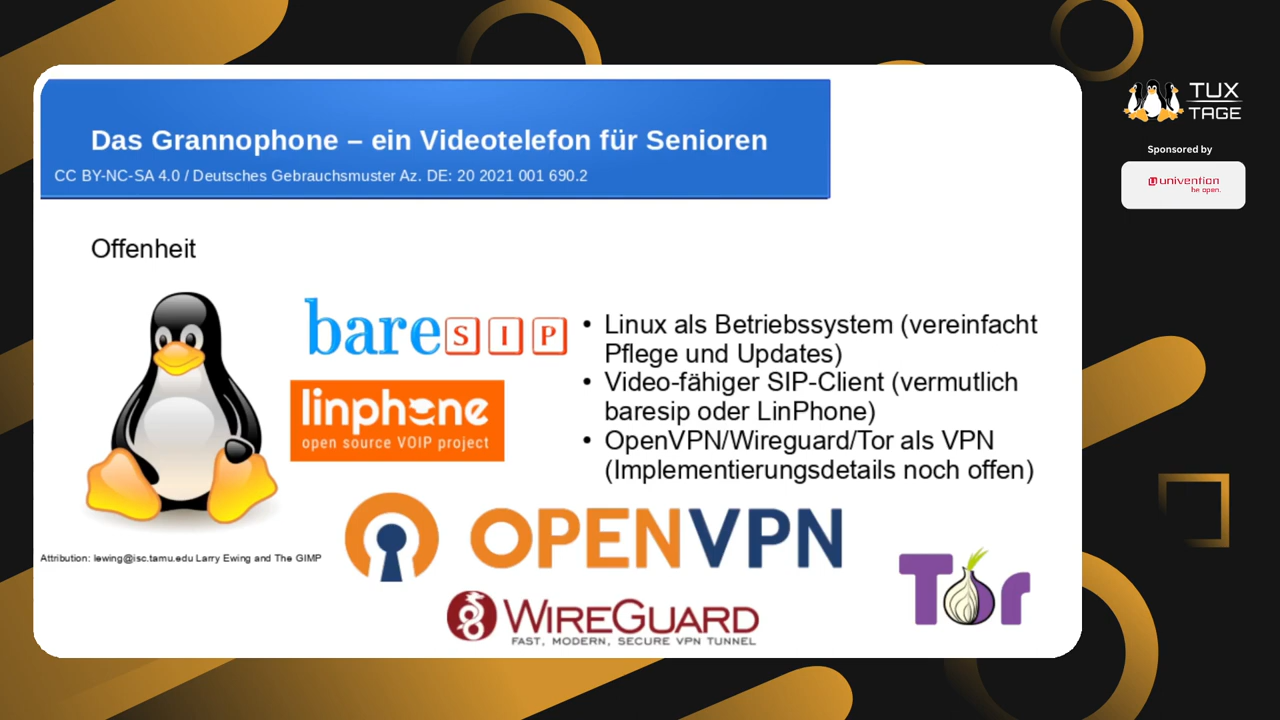 Das Grannophone – ein Videotelefon für Senioren
CC BY-NC-SA 4.0 / Deutsches Gebrauchsmuster Az. DE: 20 2021 001 690.2
TUX
TAGE
Sponsored by
univention
be open.
Offenheit
bareSIP
linphone
open source VOIP project
• Linux als Betriebssystem (vereinfacht
Pflege und Updates)
• Video-fähiger SIP-Client (vermutlich
baresip oder LinPhone)
• OpenVPN/Wireguard/Tor als VPN
(Implementierungsdetails noch offen)
Attribution: lewing@isc.tamu.edu Larry Ewing and The GIMP
OPENVPN
WIREGUARD
FAST, MODERN, SECURE VPN TUNNEL
Tor